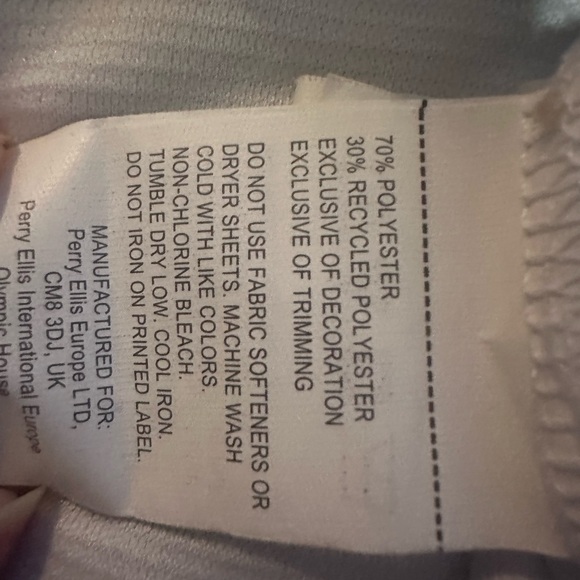 70% POLYESTER
30% RECYCLED POLYESTER
EXCLUSIVE OF DECORATION
EXCLUSIVE OF TRIMMING
DO NOT USE FABRIC SOFTENERS OR
DRYER SHEETS. MACHINE WASH
COLD WITH LIKE COLORS.
NON-CHLORINE BLEACH.
TUMBLE DRY LOW. COOL IRON.
DO NOT IRON ON PRINTED LABEL.
MANUFACTURED FOR:
Perry Ellis Europe LTD,
CM8 3DJ, UK
Perry Ellis International Europe
Olympic House